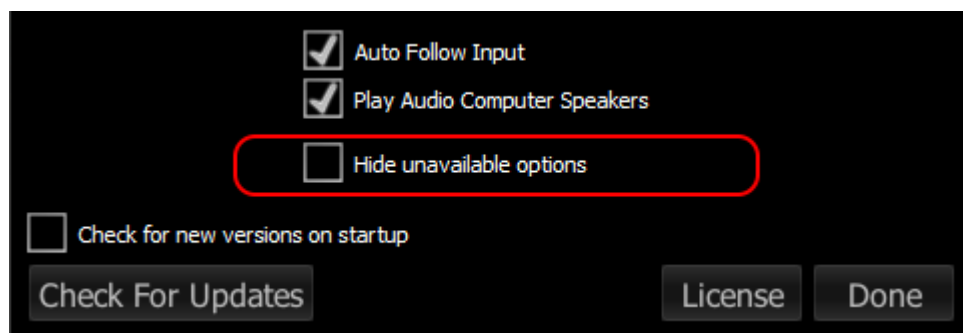 Auto Follow Input
Play Audio Computer Speakers
Hide unavailable options
Check for new versions on startup
Check For Updates License Done